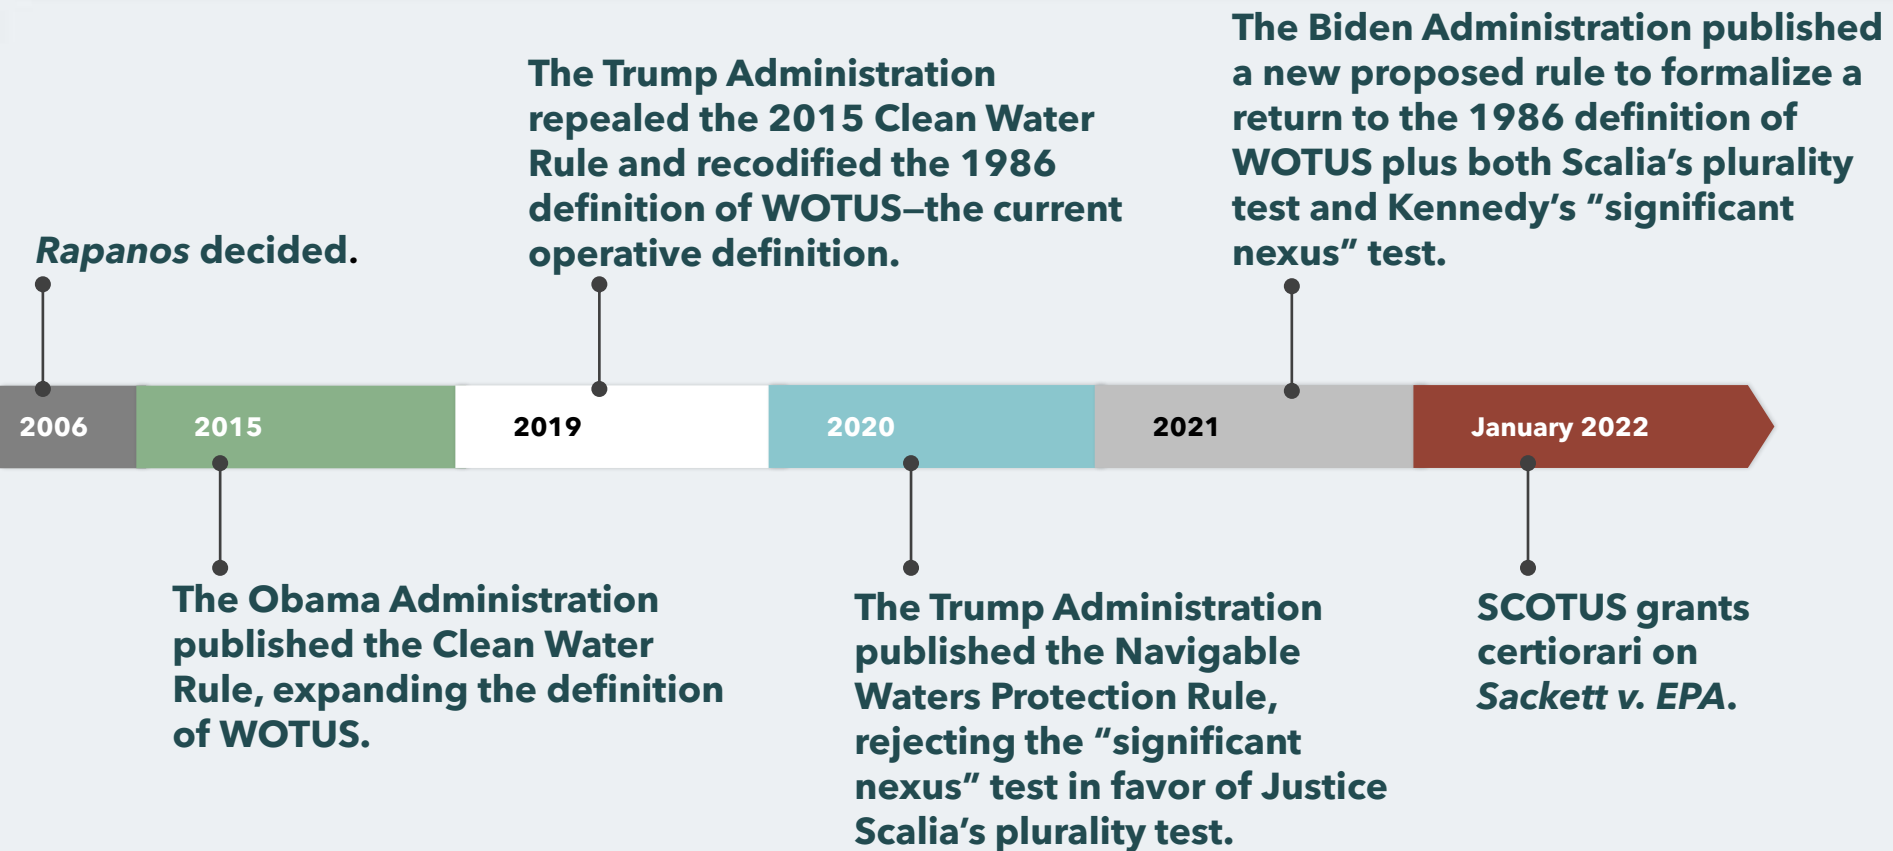 Rapanos decided.
The Trump Administration
repealed the 2015 Clean Water
Rule and recodified the 1986
definition of WOTUS—the current
operative definition.
The Biden Administration published
a new proposed rule to formalize a
return to the 1986 definition of
WOTUS plus both Scalia’s plurality
test and Kennedy’s “significant
nexus” test.
2006
2015
2019
2020
2021
January 2022
The Obama Administration
published the Clean Water
Rule, expanding the definition
of WOTUS.
The Trump Administration
published the Navigable
Waters Protection Rule,
rejecting the “significant
nexus” test in favor of Justice
Scalia’s plurality test.
SCOTUS grants
certiorari on
Sackett v. EPA.